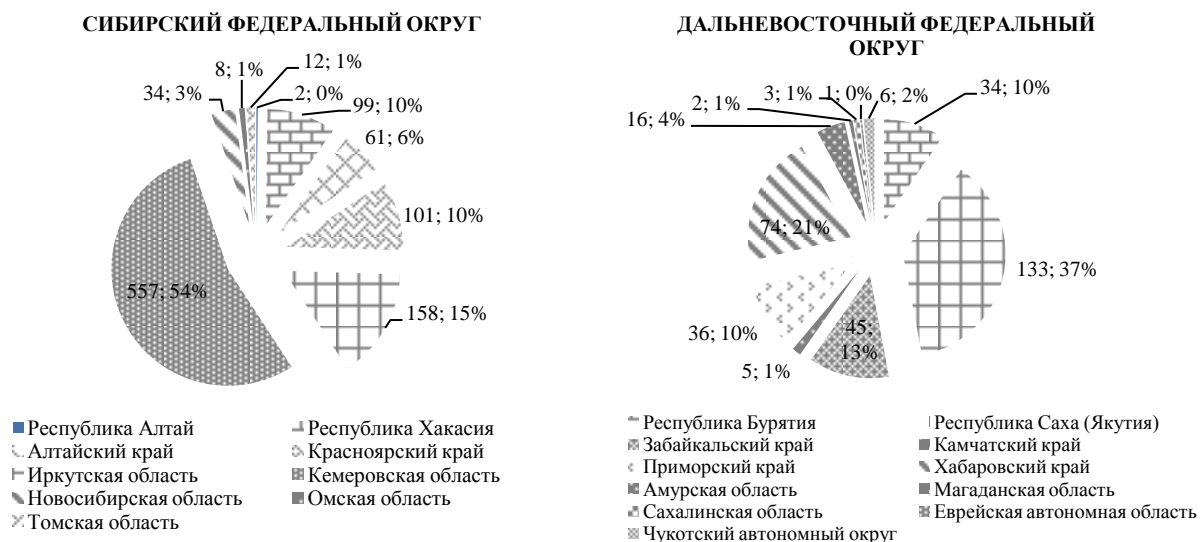 СИБИРСКИЙ ФЕДЕРАЛЬНЫЙ ОКРУГ
8; 1%
12; 1%
34; 3%
2; 0%
99; 10%
61; 6%
101; 10%
557; 54%
158; 15%
Республика Алтай
Республика Хакасия
Алтайский край
Красноярский край
Иркутская область
Кемеровская область
Новосибирская область
Омская область
Томская область
ДАЛЬНЕВОСТОЧНЫЙ ФЕДЕРАЛЬНЫЙ
ОКРУГ
3; 1%
1; 0%
6; 2%
34; 10%
2; 1%
16; 4%
74; 21%
133; 37%
36; 10%
45;
13%
5; 1%
Республика Бурятия
Республика Саха (Якутия)
Забайкальский край
Камчатский край
Приморский край
Хабаровский край
Амурская область
Магаданская область
Сахалинская область
Еврейская автономная область
Чукотский автономный округ